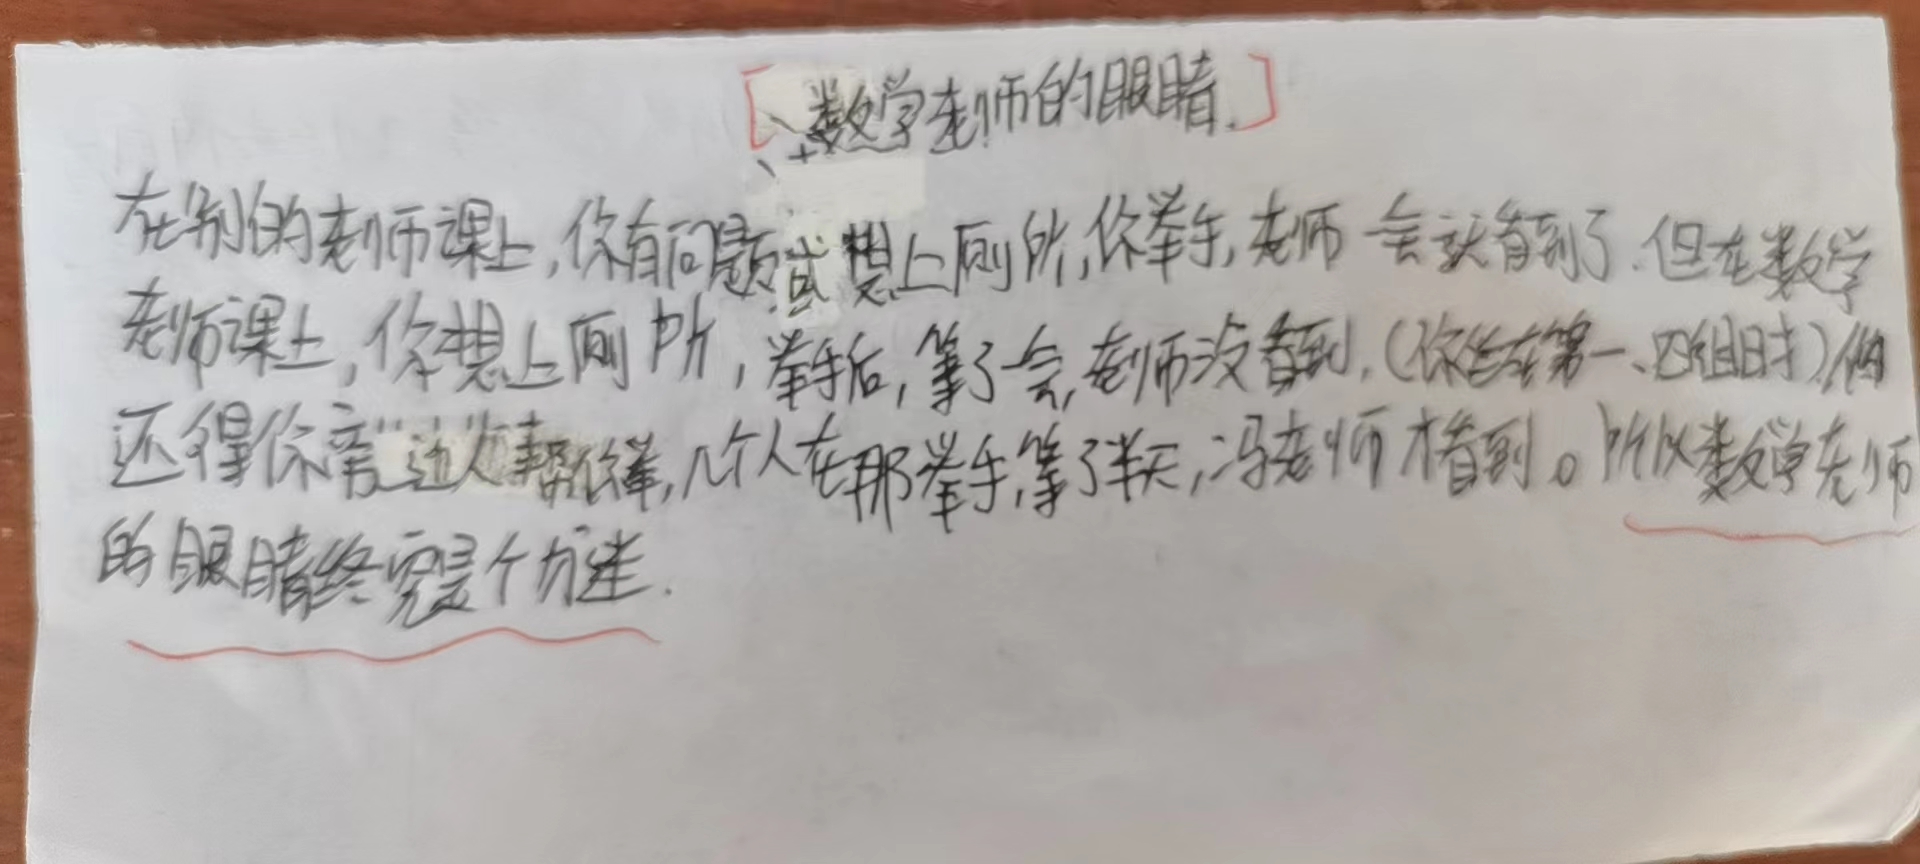 数学老师的眼睛.
在别的老师课上,你有问题或想上厕所,你举手,老师一会就看到了.但在数学
老师课上,你想上厕所,举手后,等了一会,老师没看到,(你坐在第一、四组时)
还得你旁边人帮你举,几个人在那举手,等了半天,冯老师才看到。所以数学老师
的眼睛终究是个方迷.